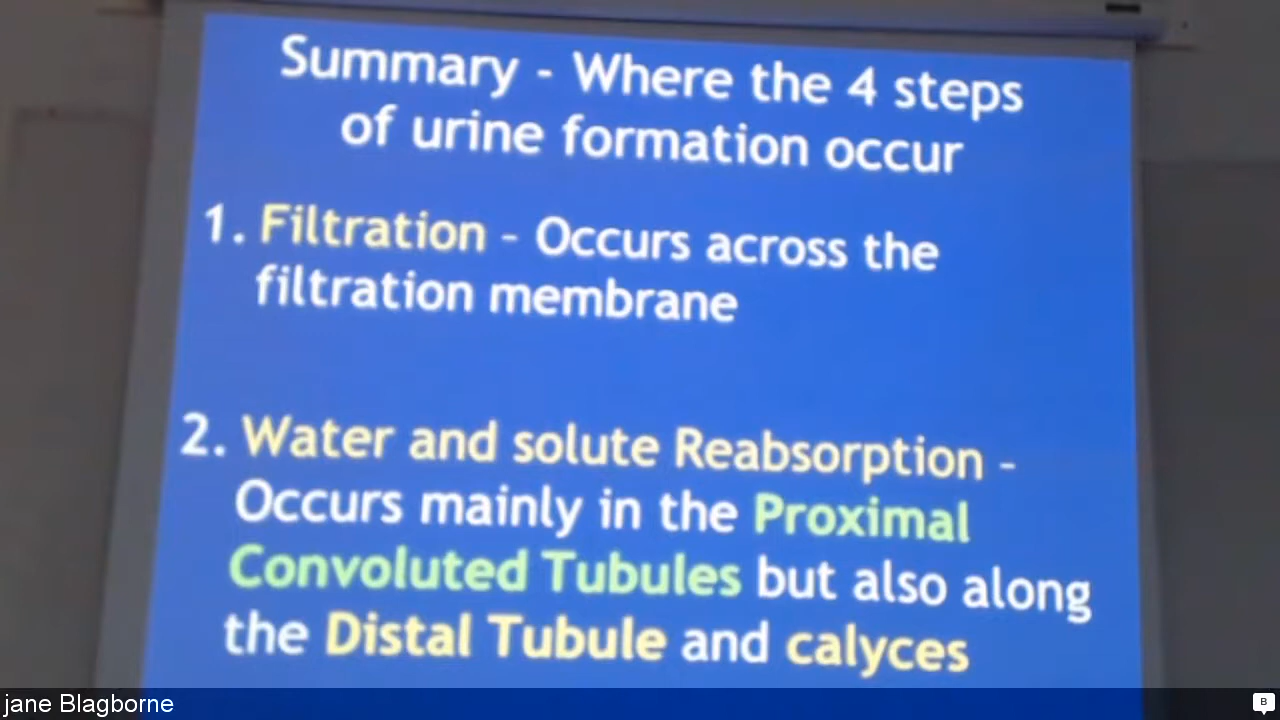 Summary - Where the 4 steps
of urine formation occur
1. Filtration - Occurs across the
filtration membrane
2. Water and solute Reabsorption -
Occurs mainly in the Proximal
Convoluted Tubules but also along
the Distal Tubule and calyces
jane Blagborne
B